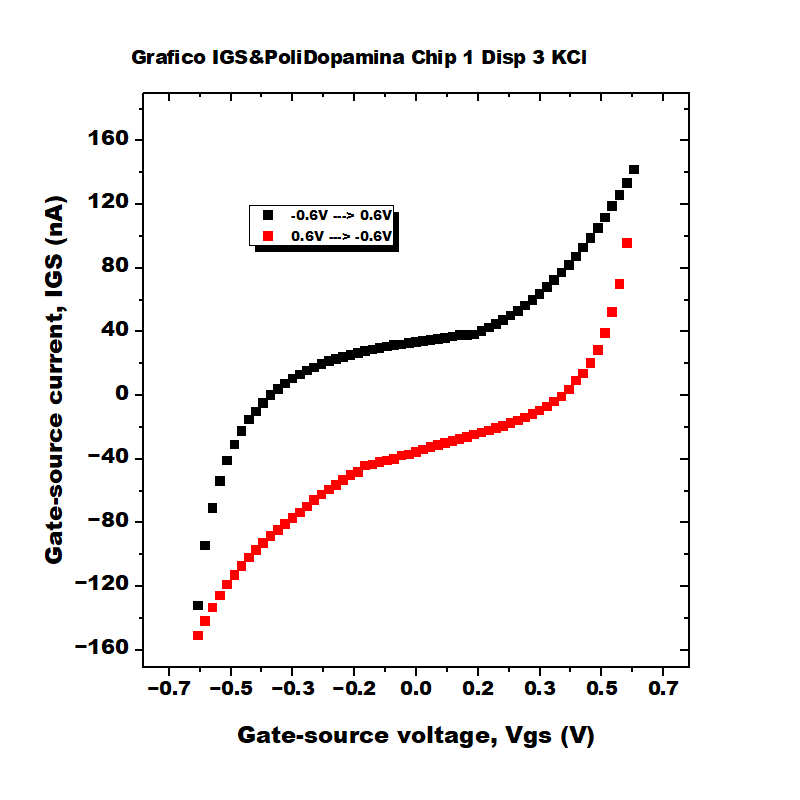 Grafico IGS&PoliDopamina Chip 1 Disp 3 KCl
160
120
80
40
0
−40
−80
−120
−160
Gate-source current, IGS (nA)
-0.6V ---> 0.6V
0.6V ---> -0.6V
−0.7 −0.5 −0.3 −0.2 0.0 0.2 0.3 0.5 0.7
Gate-source voltage, Vgs (V)